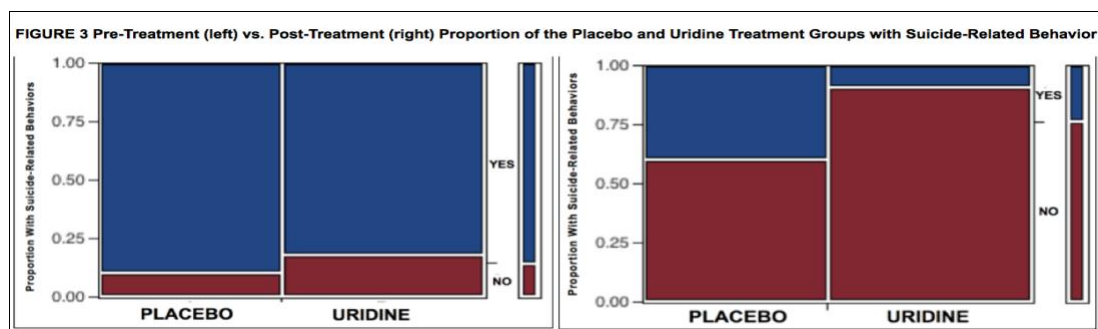 FIGURE 3 Pre-Treatment (left) vs. Post-Treatment (right) Proportion of the Placebo and Uridine Treatment Groups with Suicide-Related Behavior
Proportion With Suicide-Related Behaviors
1.00
0.75
0.50
0.25
0.00
YES
NO
PLACEBO URIDINE
Proportion With Suicide-Related Behaviors
1.00
0.75
0.50
0.25
0.00
YES
NO
PLACEBO URIDINE